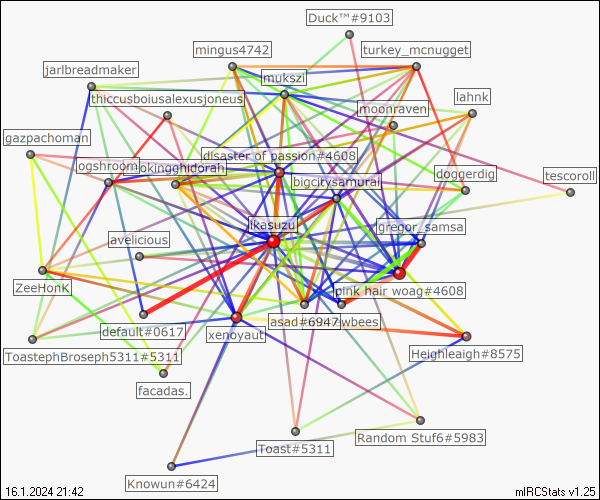 Duck™#9103
mingus4742
turkey_mcnugget
jarlbreadmaker
mukszi
thiccusboiusalexusjoneus
moonraven
lahnk
gazpachoman
disaster of passion#4608
ogshroom
smokingghidorah
bigcitysamurai
doggerdig
tescoroll
ikasuzu
gregor_samsa
avelicious
ZeeHonK
pink hair woag#4608
default#0617
xenoyaut
asad#6947
wbees
ToastephBroseph5311#5311
Heighleagh#8575
facadas.
Toast#5311
Random Stuf6#5983
Knowun#6424
16.1.2024 21:42
mIRCStats v1.25